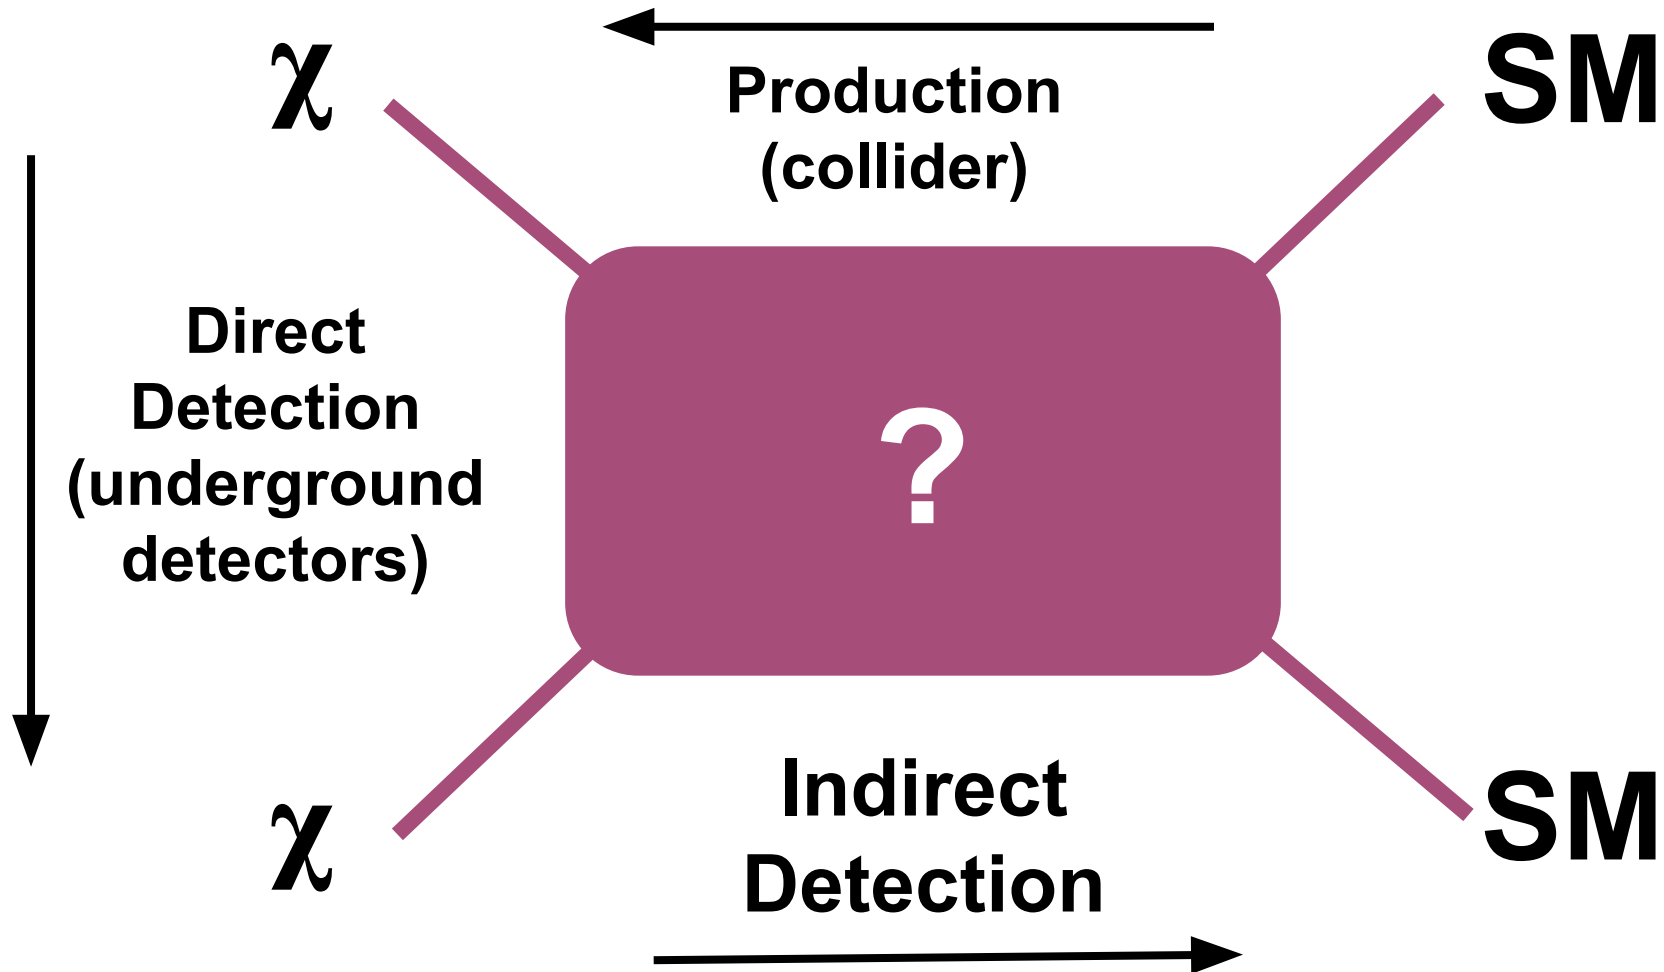 χ
Production
(collider)
SM
Direct
Detection
(underground
detectors)
?
χ
Indirect
Detection
SM